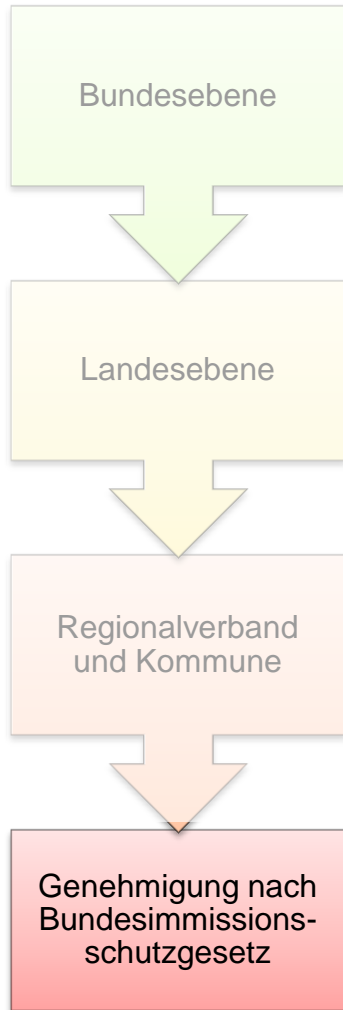 Bundesebene
Landesebene
Regionalverband
und Kommune
Genehmigung nach
Bundesimmissions-
schutzgesetz